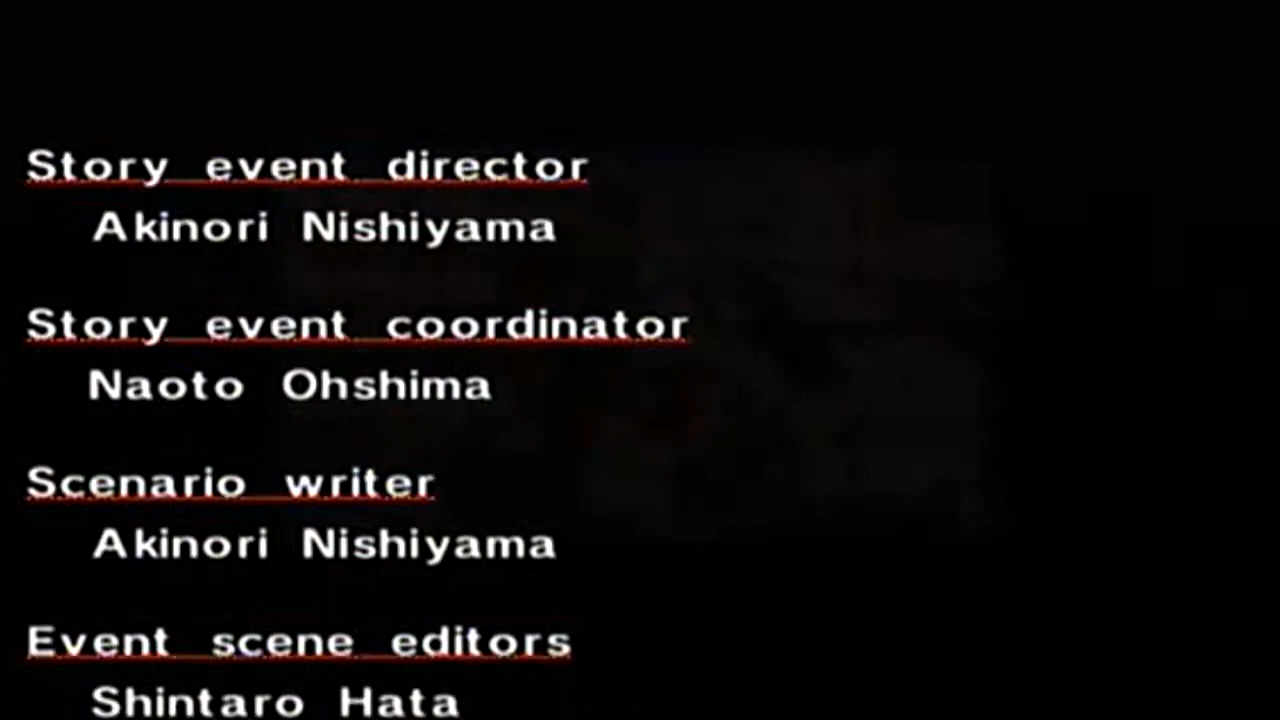 Story event director
Akinori Nishiyama
Story event coordinator
Naoto Ohshima
Scenario writer
Akinori Nishiyama
Event scene editors
Shintaro Hata